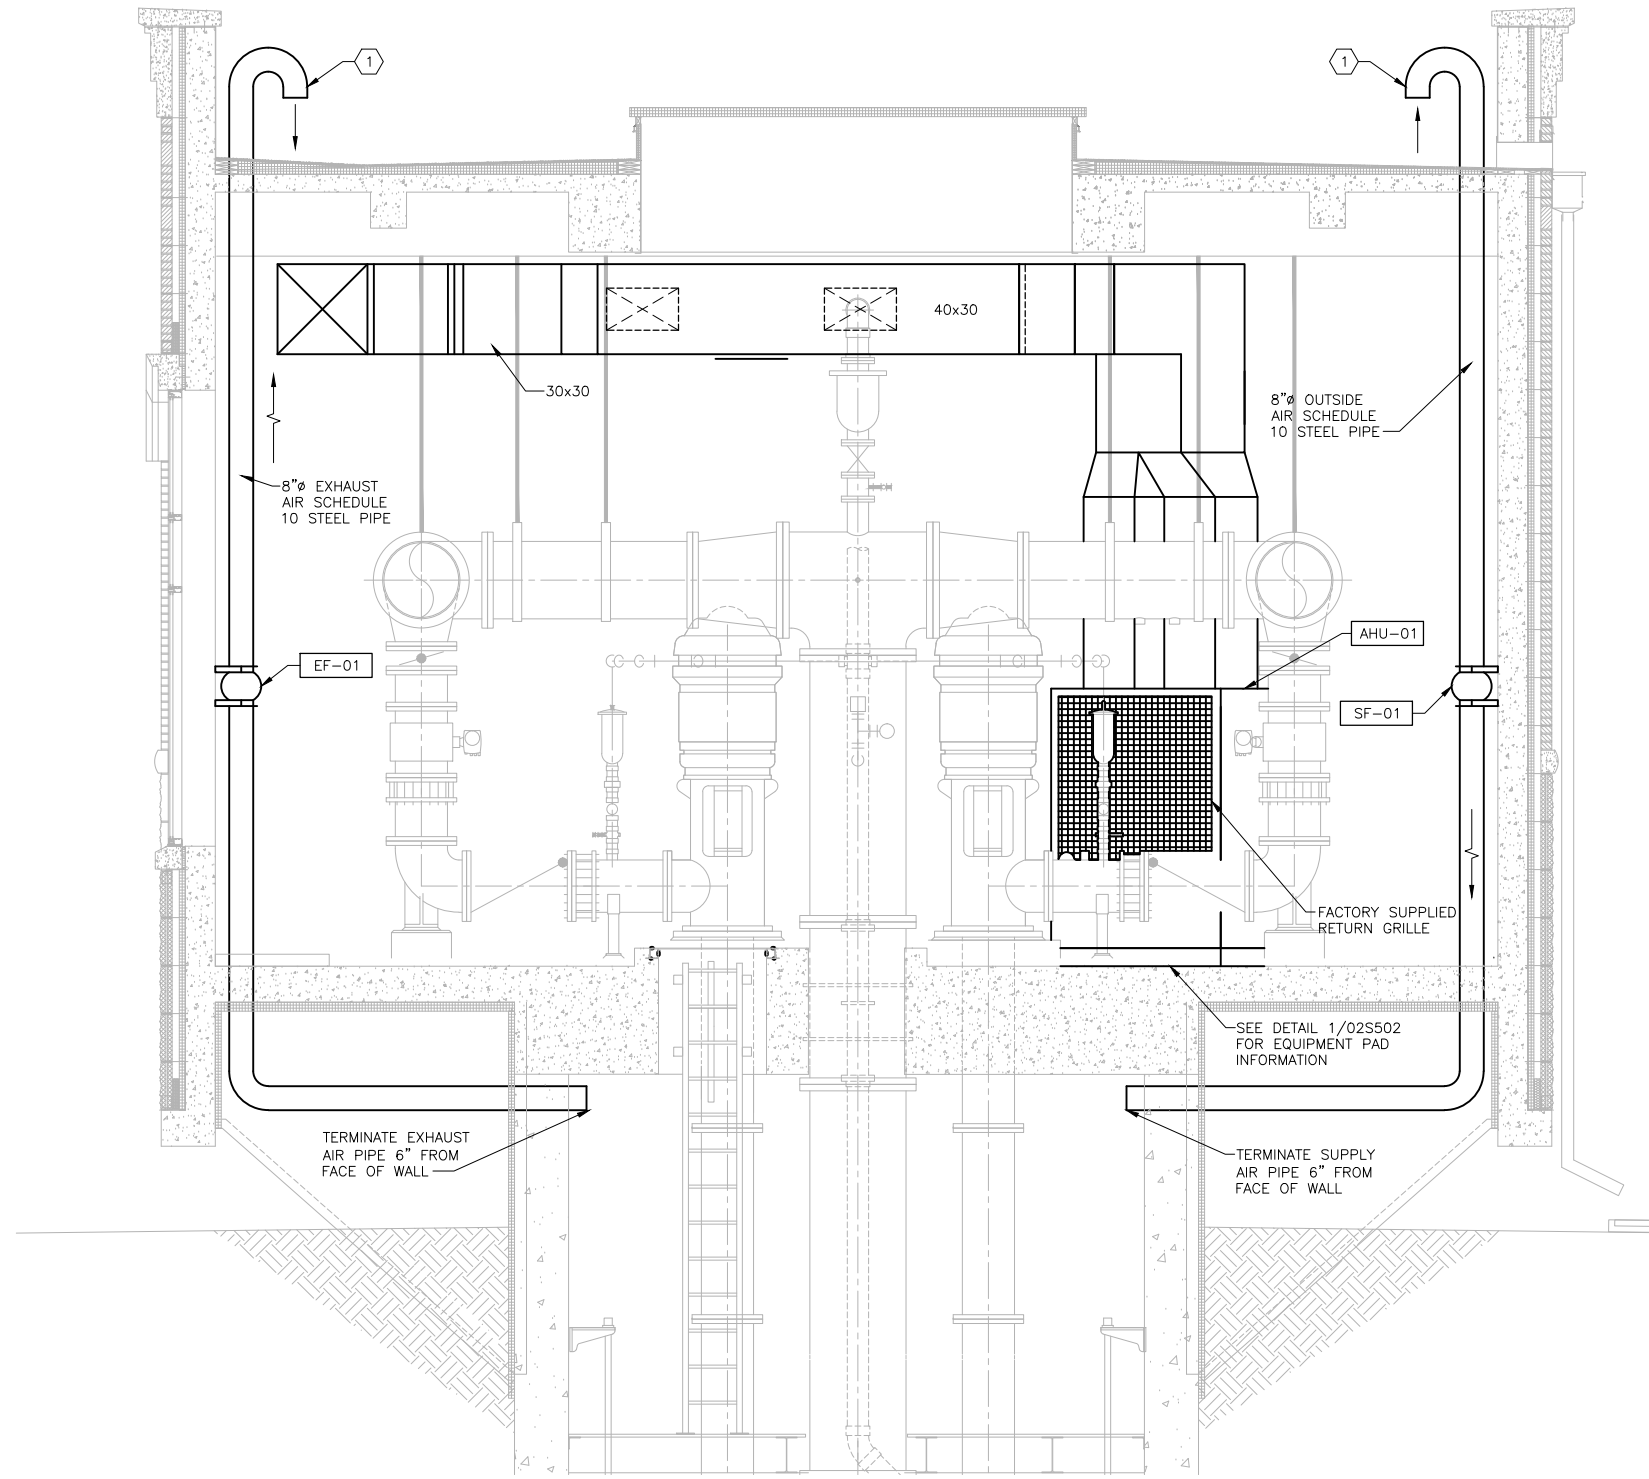 1
1
40x30
30x30
8"ø OUTSIDE
AIR SCHEDULE
10 STEEL PIPE
8"ø EXHAUST
AIR SCHEDULE
10 STEEL PIPE
AHU-01
EF-01
SF-01
FACTORY SUPPLIED
RETURN GRILLE
SEE DETAIL 1/02S502
FOR EQUIPMENT PAD
INFORMATION
TERMINATE EXHAUST
AIR PIPE 6" FROM
FACE OF WALL
TERMINATE SUPPLY
AIR PIPE 6" FROM
FACE OF WALL